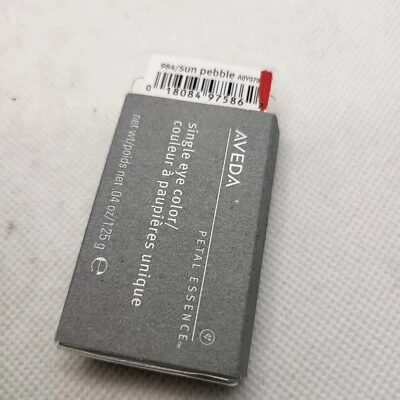 984/sun pebble
0 18084 97586
AVEDA
PETAL ESSENCE™
single eye color/
couleur à paupières unique
net wt/poids net .04 oz/1.25 g e